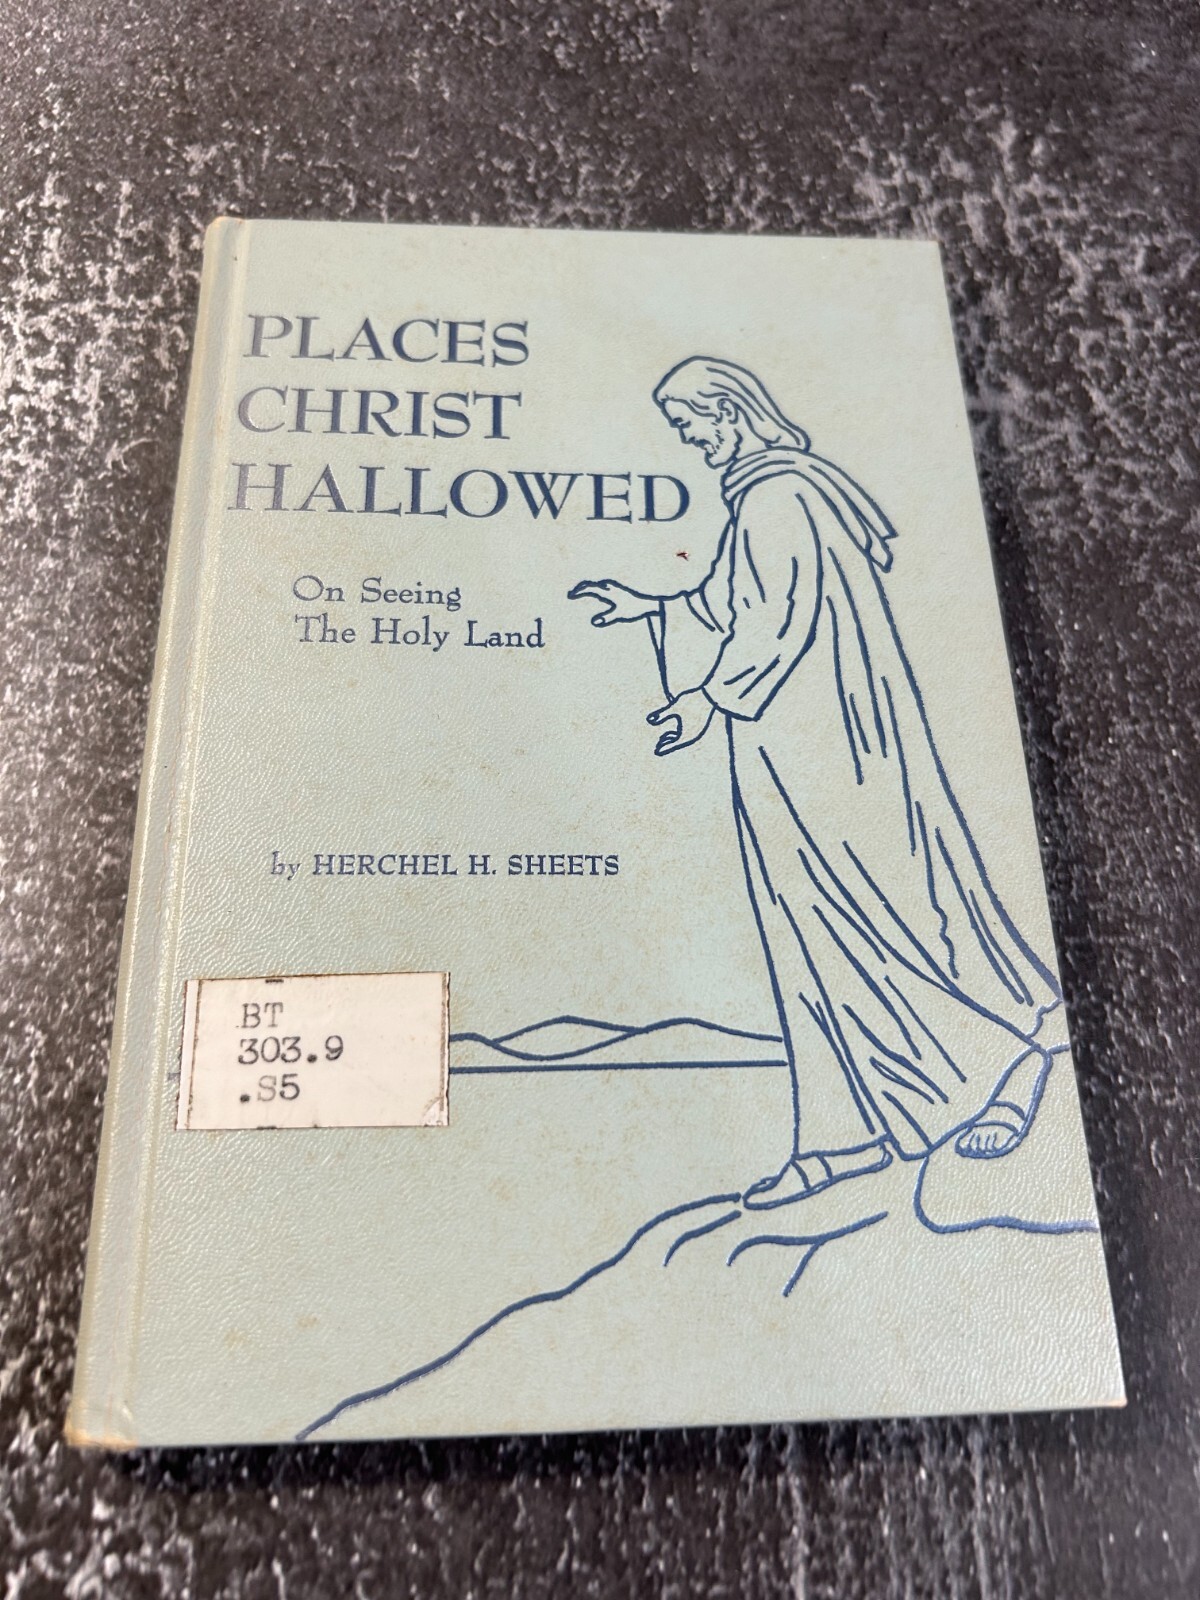 PLACES
CHRIST
HALLOWED
On Seeing
The Holy Land
by HERCHEL H. SHEETS
BT
303.9
.S5